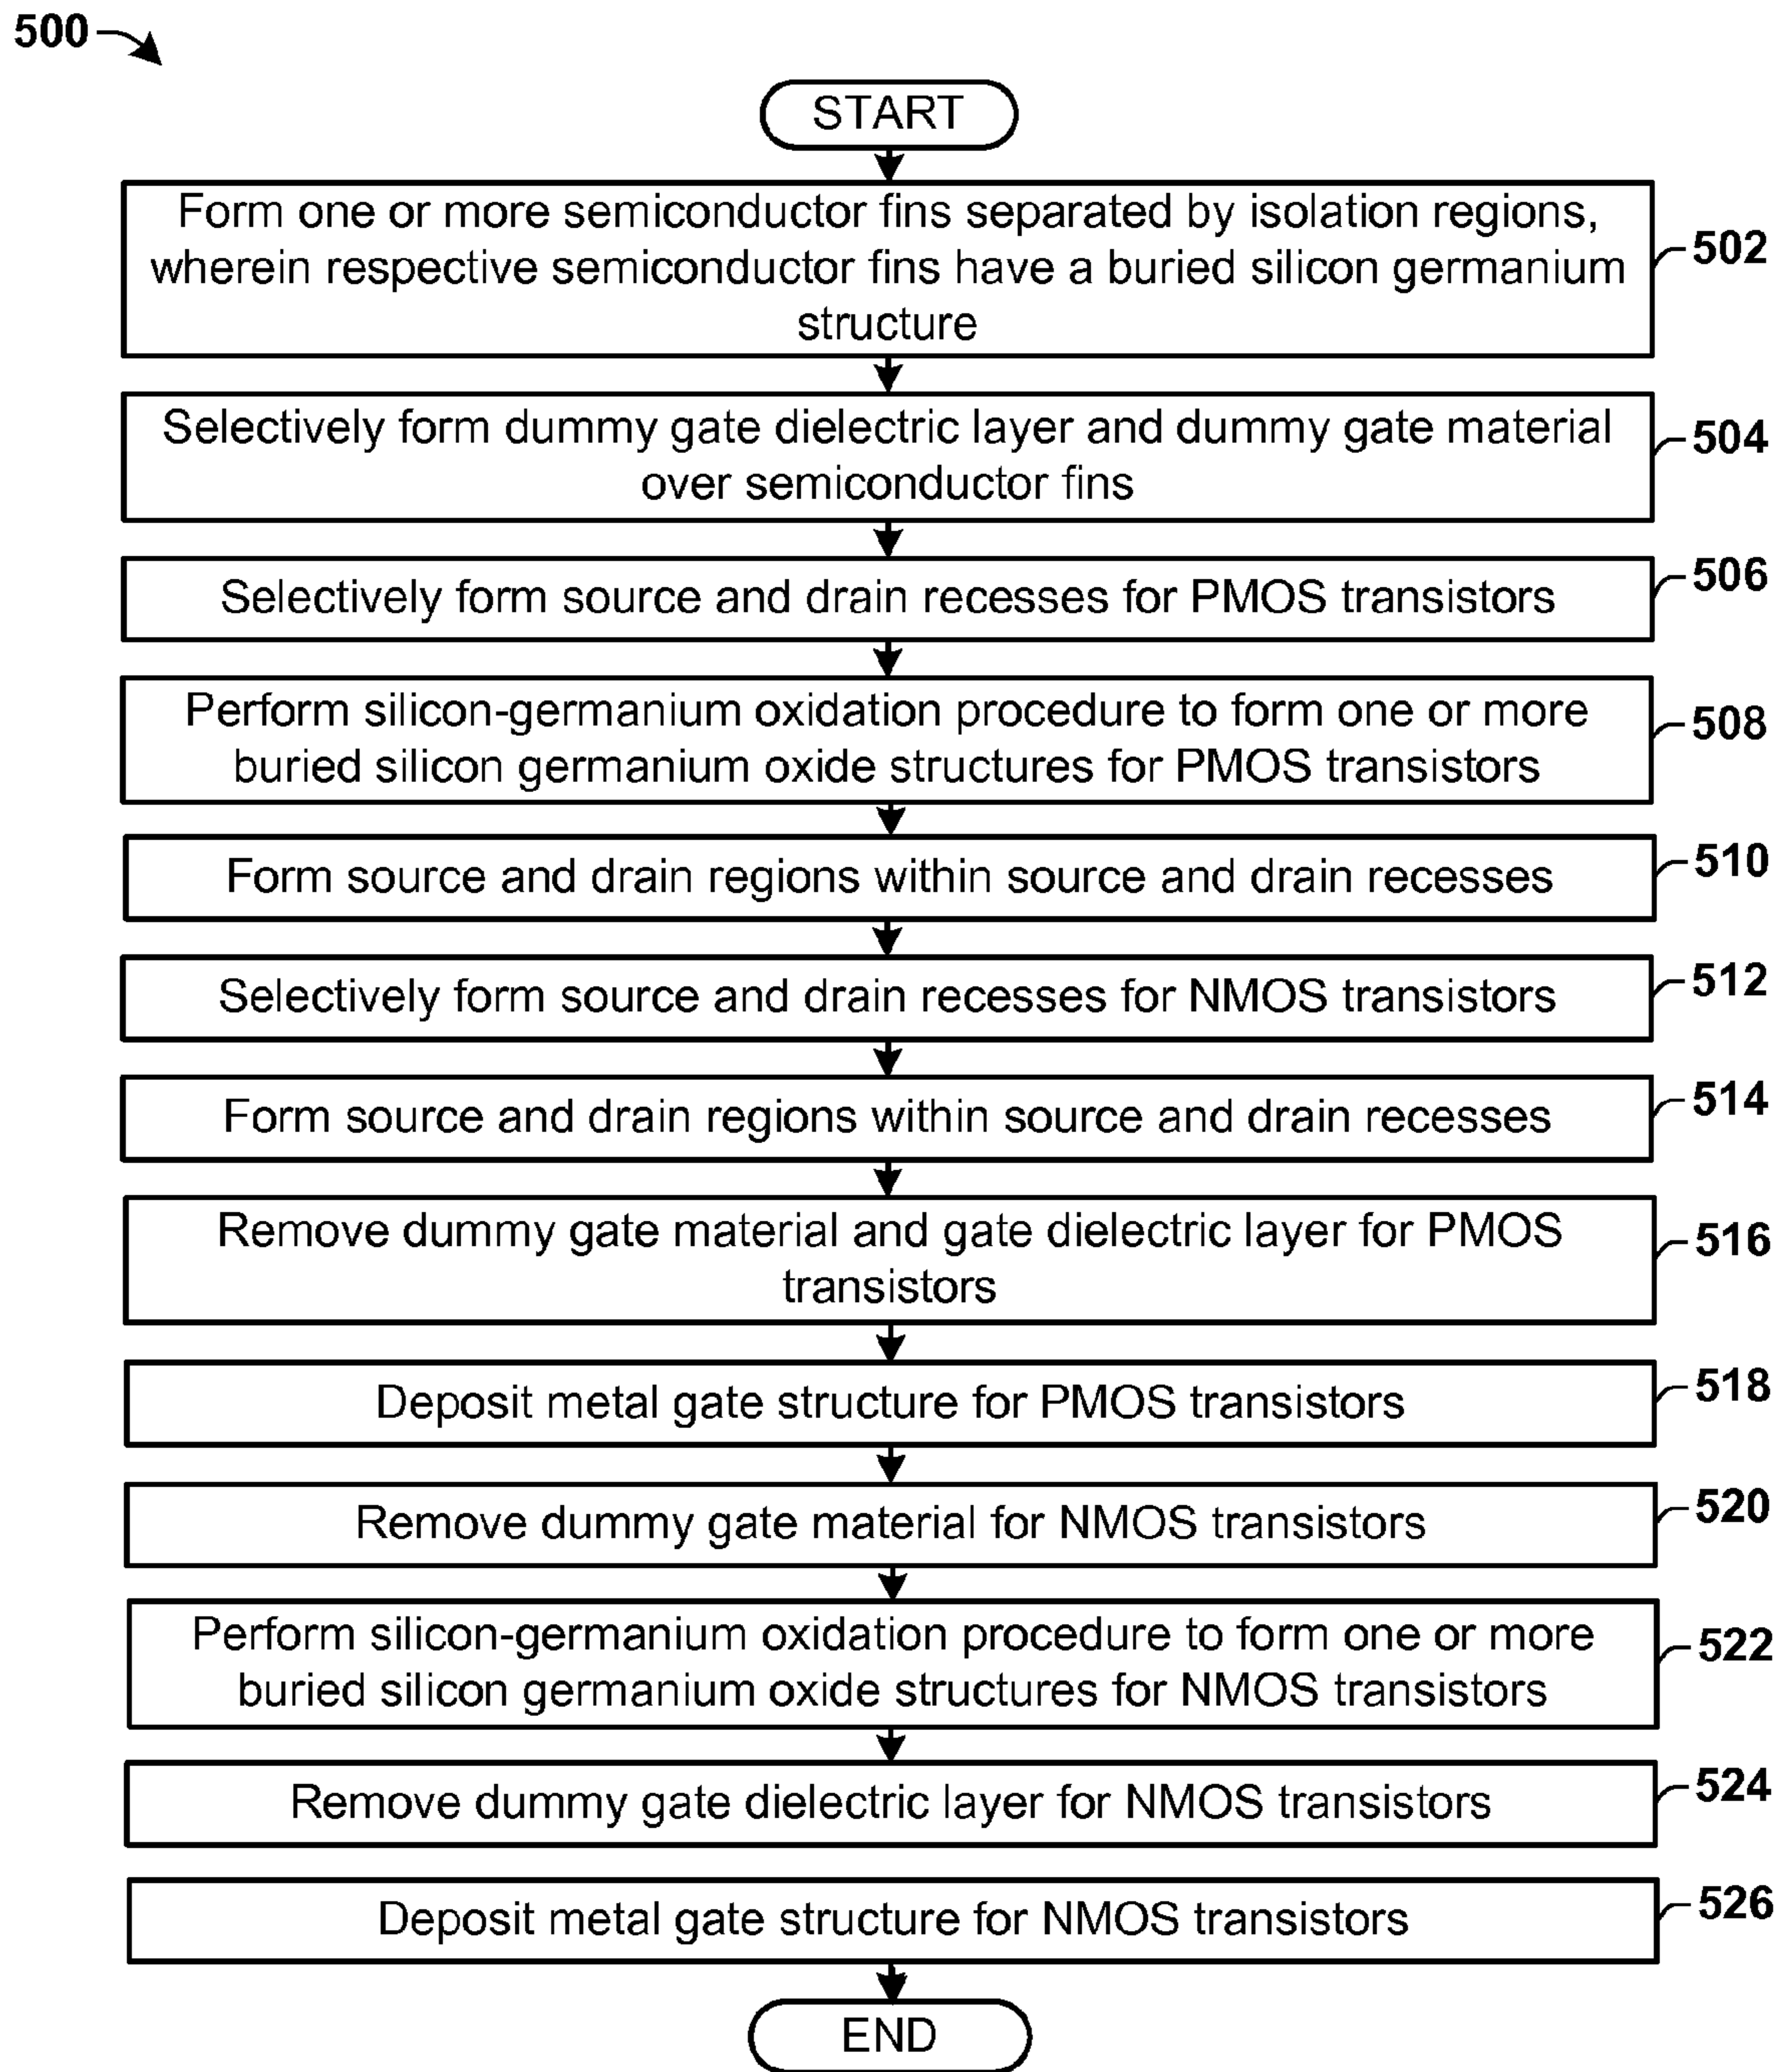 500
START
Form one or more semiconductor fins separated by isolation regions,
wherein respective semiconductor fins have a buried silicon germanium
structure
502
Selectively form dummy gate dielectric layer and dummy gate material
over semiconductor fins
504
Selectively form source and drain recesses for PMOS transistors
506
Perform silicon-germanium oxidation procedure to form one or more
buried silicon germanium oxide structures for PMOS transistors
508
Form source and drain regions within source and drain recesses
510
Selectively form source and drain recesses for NMOS transistors
512
Form source and drain regions within source and drain recesses
514
Remove dummy gate material and gate dielectric layer for PMOS
transistors
516
Deposit metal gate structure for PMOS transistors
518
Remove dummy gate material for NMOS transistors
520
Perform silicon-germanium oxidation procedure to form one or more
buried silicon germanium oxide structures for NMOS transistors
522
Remove dummy gate dielectric layer for NMOS transistors
524
Deposit metal gate structure for NMOS transistors
526
END